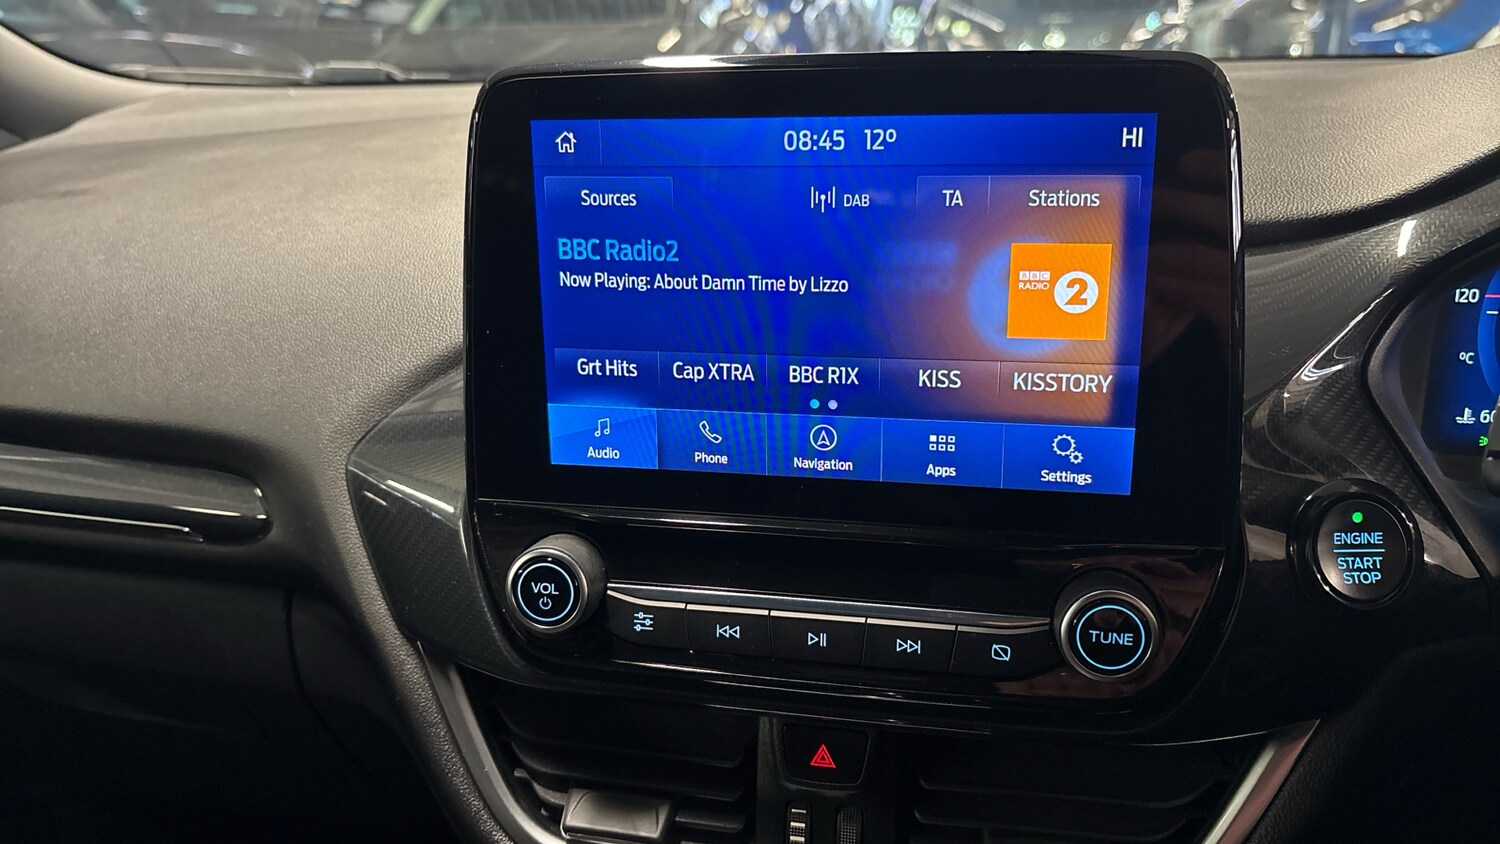 08:45 12°
HI
Sources
DAB
TA
Stations
BBC Radio2
Now Playing: About Damn Time by Lizzo
BBC
RADIO
2
Grt Hits
Cap XTRA
BBC R1X
KISS
KISSTORY
Audio
Phone
Navigation
Apps
Settings
VOL
TUNE
ENGINE
START
STOP
120
°C